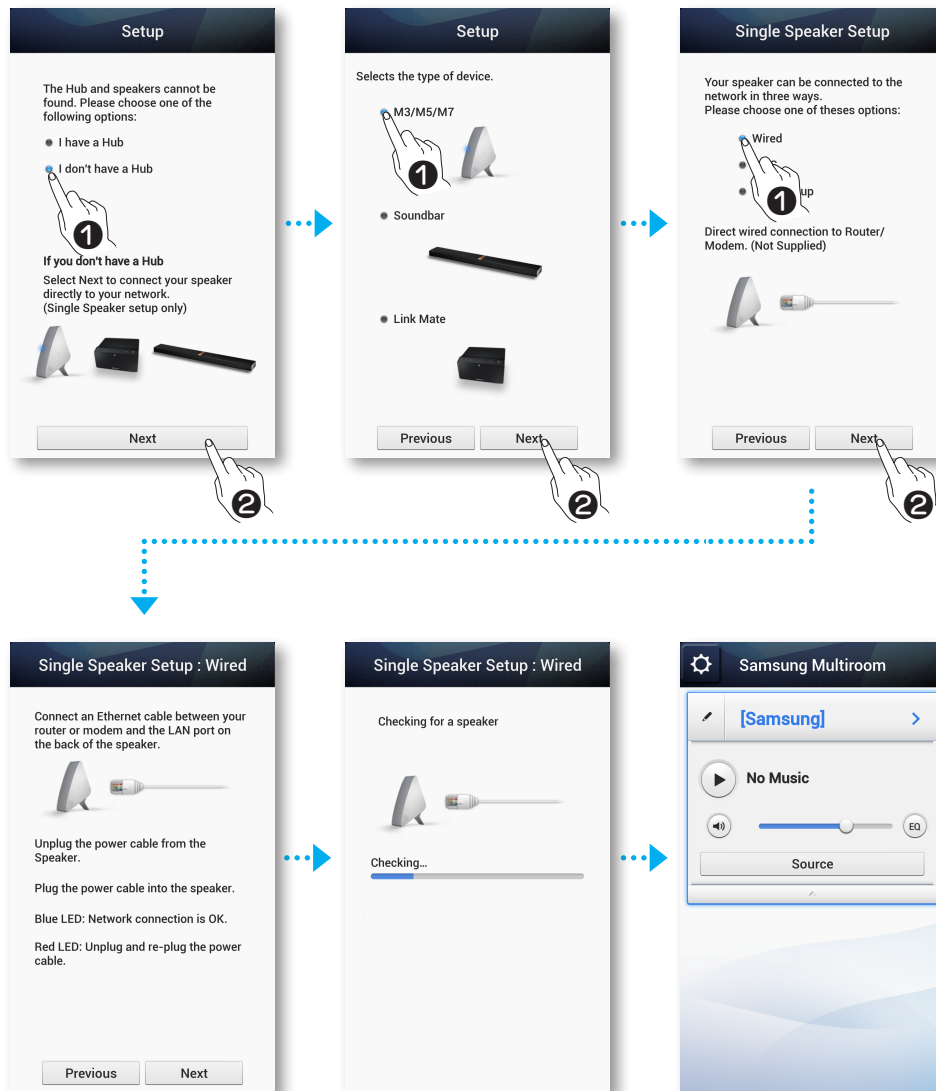 Setup
The Hub and speakers cannot be
found. Please choose one of the
following options:
I have a Hub
I don't have a Hub
1
If you don't have a Hub
Select Next to connect your speaker
directly to your network.
(Single Speaker setup only)
Next
2
Setup
Selects the type of device.
M3/M5/M7
1
Soundbar
Link Mate
Previous
Next
2
Single Speaker Setup
Your speaker can be connected to the
network in three ways.
Please choose one of theses options:
Wired
1
up
Direct wired connection to Router/
Modem. (Not Supplied)
Previous
Next
2
Single Speaker Setup : Wired
Connect an Ethernet cable between your
router or modem and the LAN port on
the back of the speaker.
Unplug the power cable from the
Speaker.
Plug the power cable into the speaker.
Blue LED: Network connection is OK.
Red LED: Unplug and re-plug the power
cable.
Previous
Next
Single Speaker Setup : Wired
Checking for a speaker
Checking...
Samsung Multiroom
[Samsung]
No Music
EQ
Source